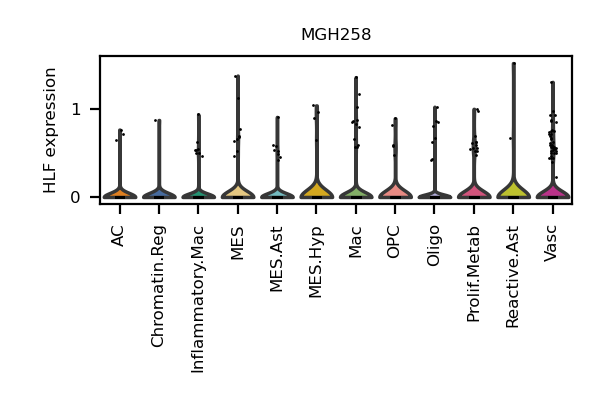 MGH258
HLF expression
1
0
AC
Chromatin.Reg
Inflammatory.Mac
MES
MES.Ast
MES.Hyp
Mac
OPC
Oligo
Prolif.Metab
Reactive.Ast
Vasc